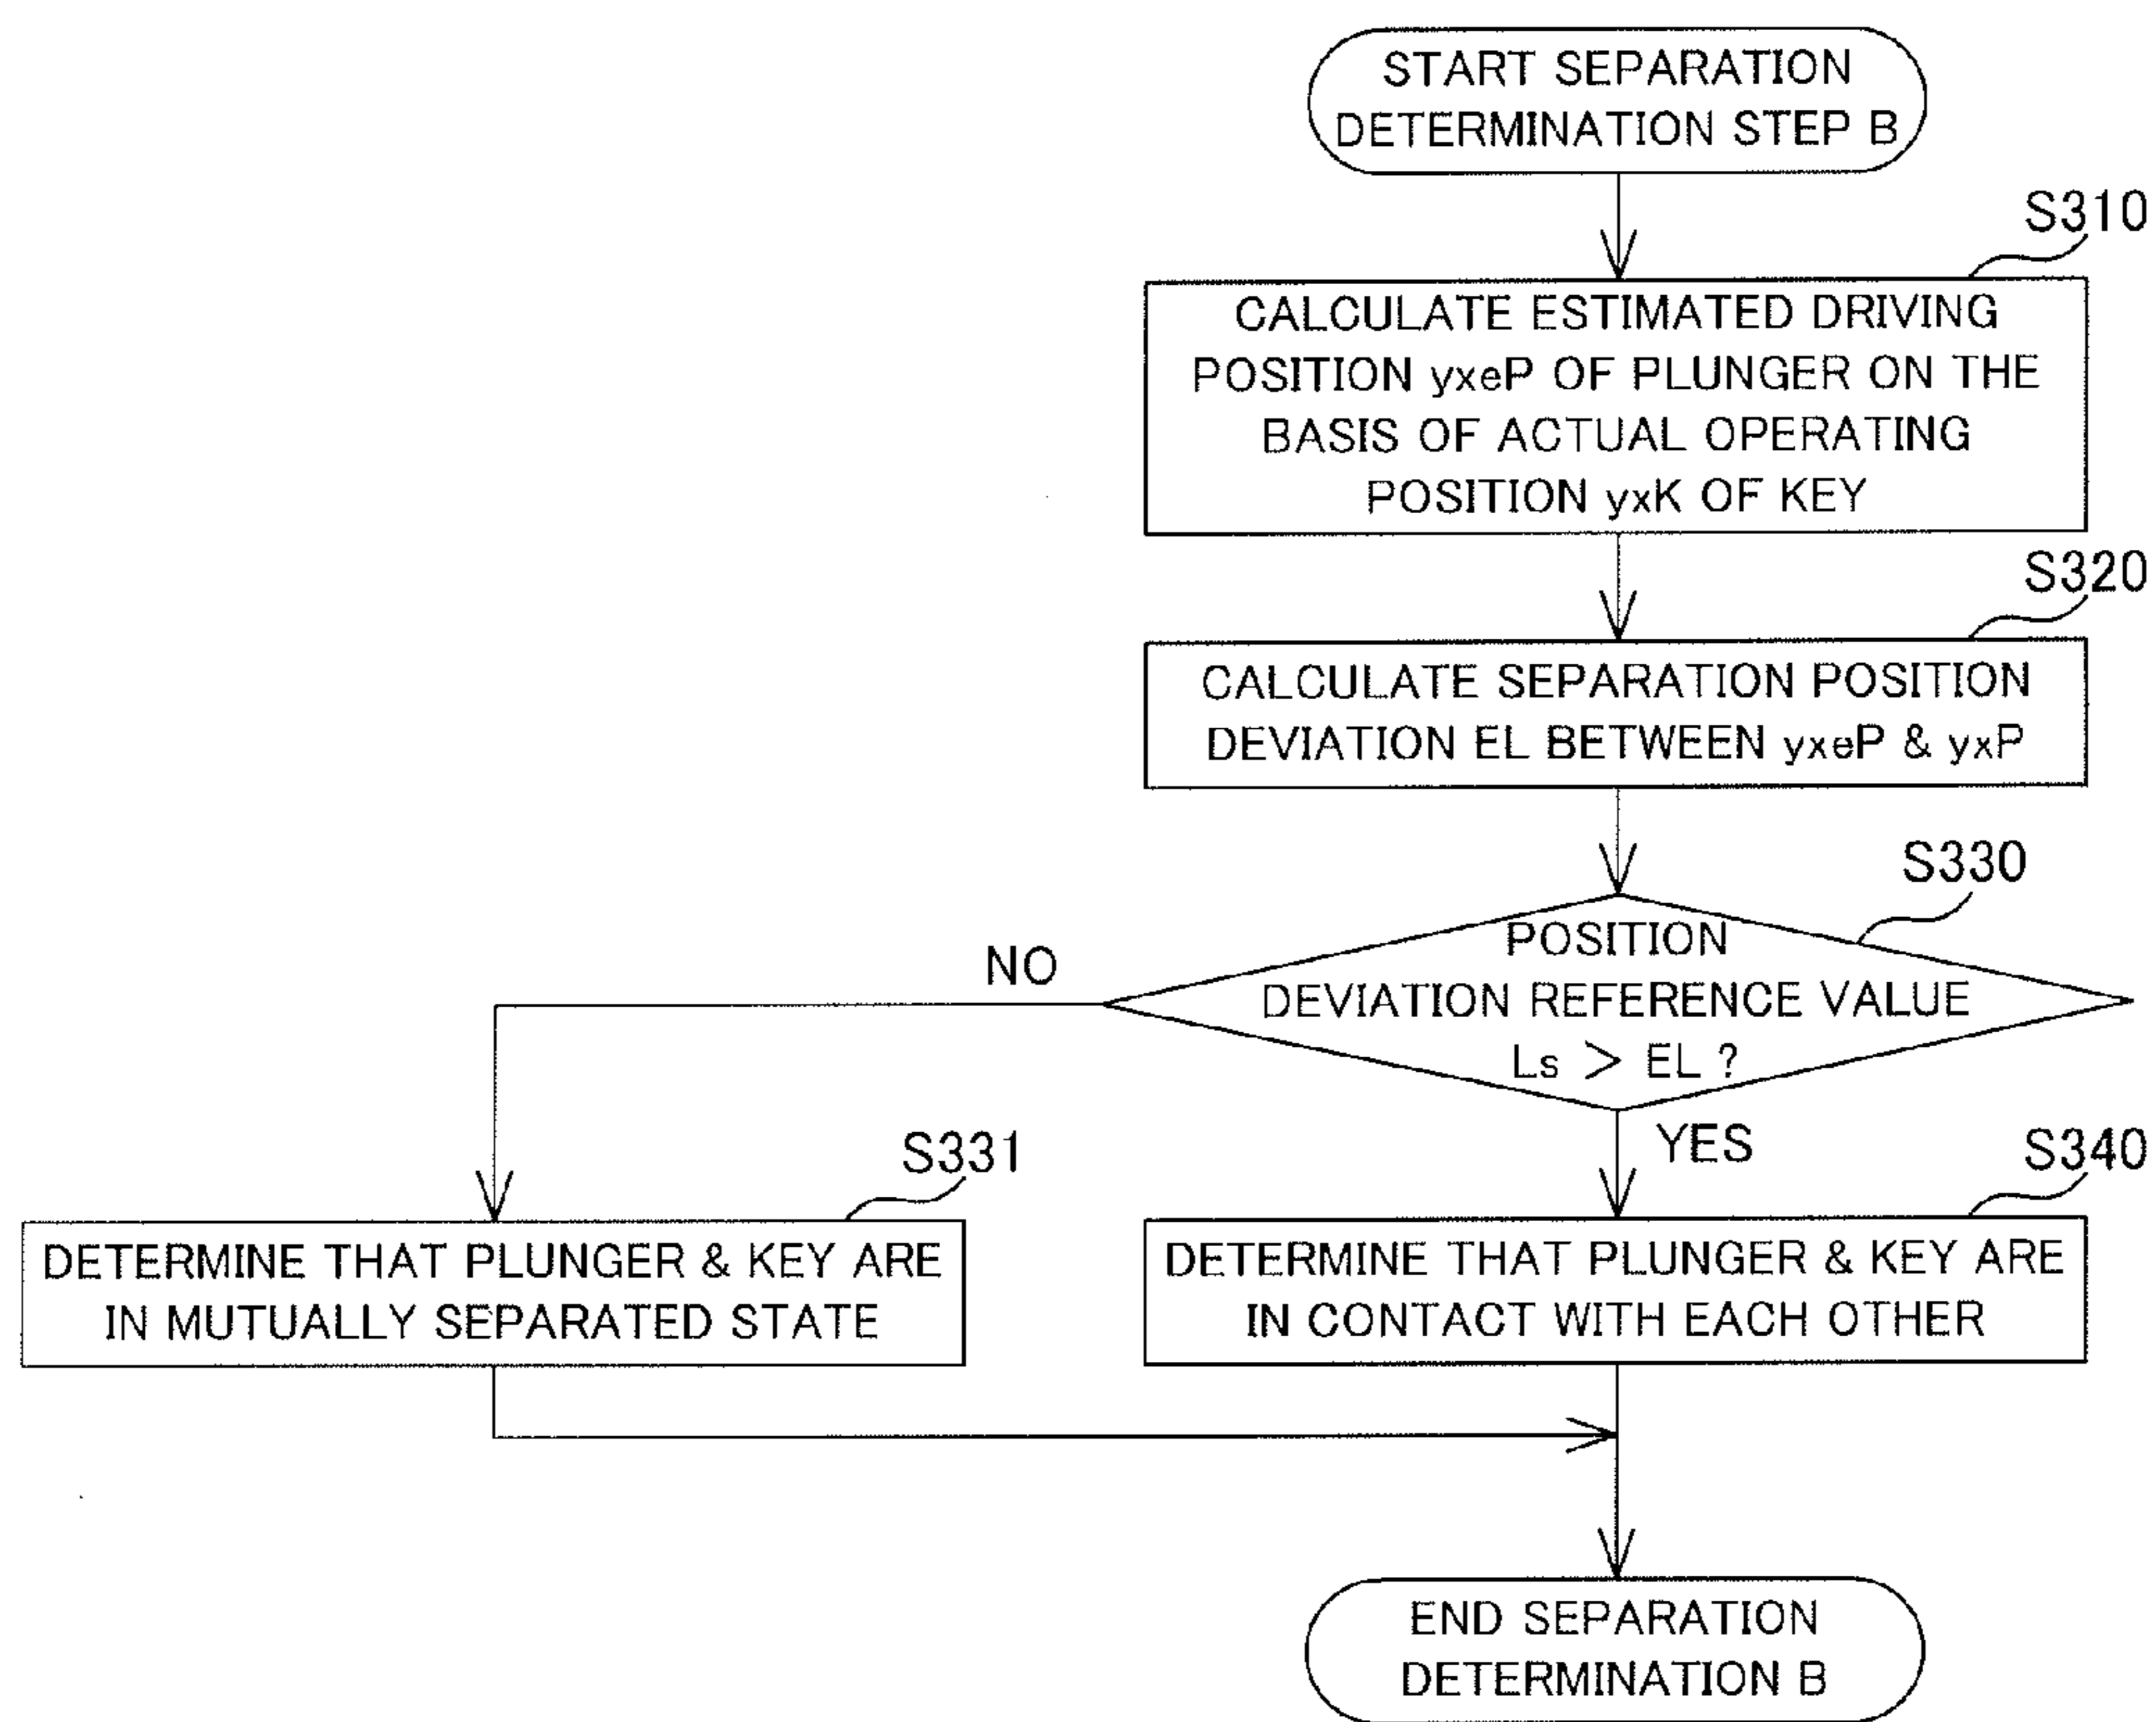 START SEPARATION
DETERMINATION STEP B
S310
CALCULATE ESTIMATED DRIVING
POSITION yxeP OF PLUNGER ON THE
BASIS OF ACTUAL OPERATING
POSITION yxK OF KEY
S320
CALCULATE SEPARATION POSITION
DEVIATION EL BETWEEN yxeP & yxP
S330
POSITION
DEVIATION REFERENCE VALUE
Ls > EL ?
NO
YES
S331
DETERMINE THAT PLUNGER & KEY ARE
IN MUTUALLY SEPARATED STATE
S340
DETERMINE THAT PLUNGER & KEY ARE
IN CONTACT WITH EACH OTHER
END SEPARATION
DETERMINATION B